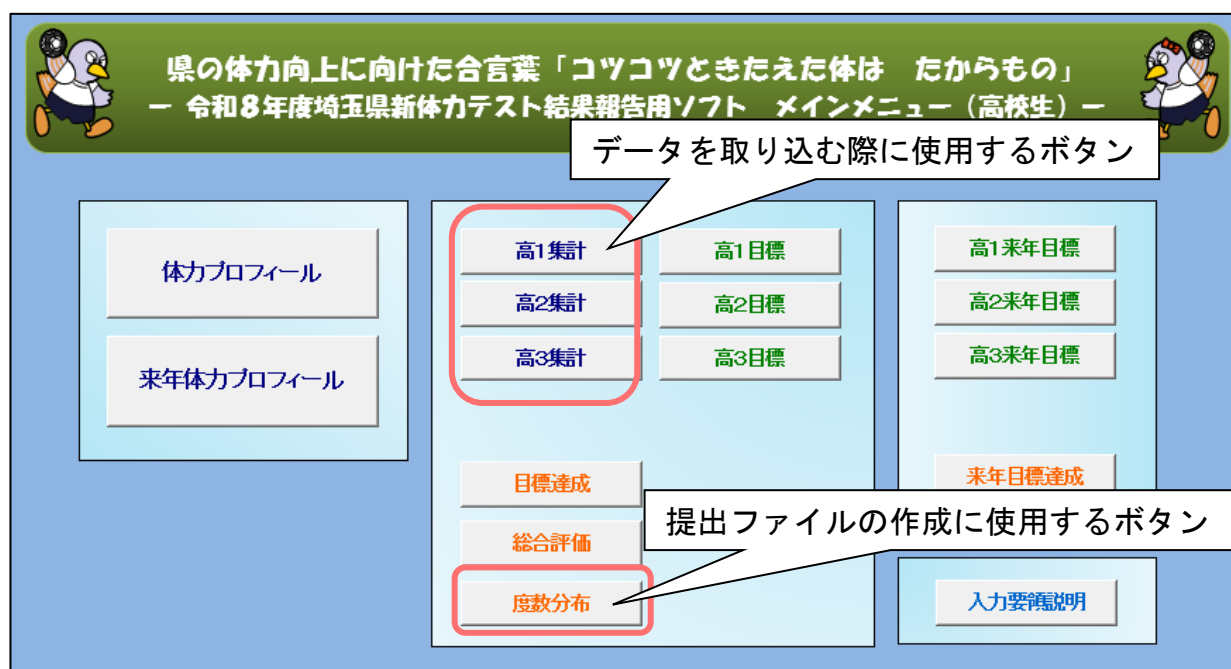 県の体力向上に向けた合言葉「コツコツときたえた体は　たからもの」
ー 令和８年度埼玉県新体力テスト結果報告用ソフト　メインメニュー（高校生）ー
データを取り込む際に使用するボタン
体力プロフィール
来年体力プロフィール
高1集計
高1目標
高2集計
高2目標
高3集計
高3目標
目標達成
総合評価
度数分布
高1来年目標
高2来年目標
高3来年目標
来年目標達成
提出ファイルの作成に使用するボタン
入力要領説明